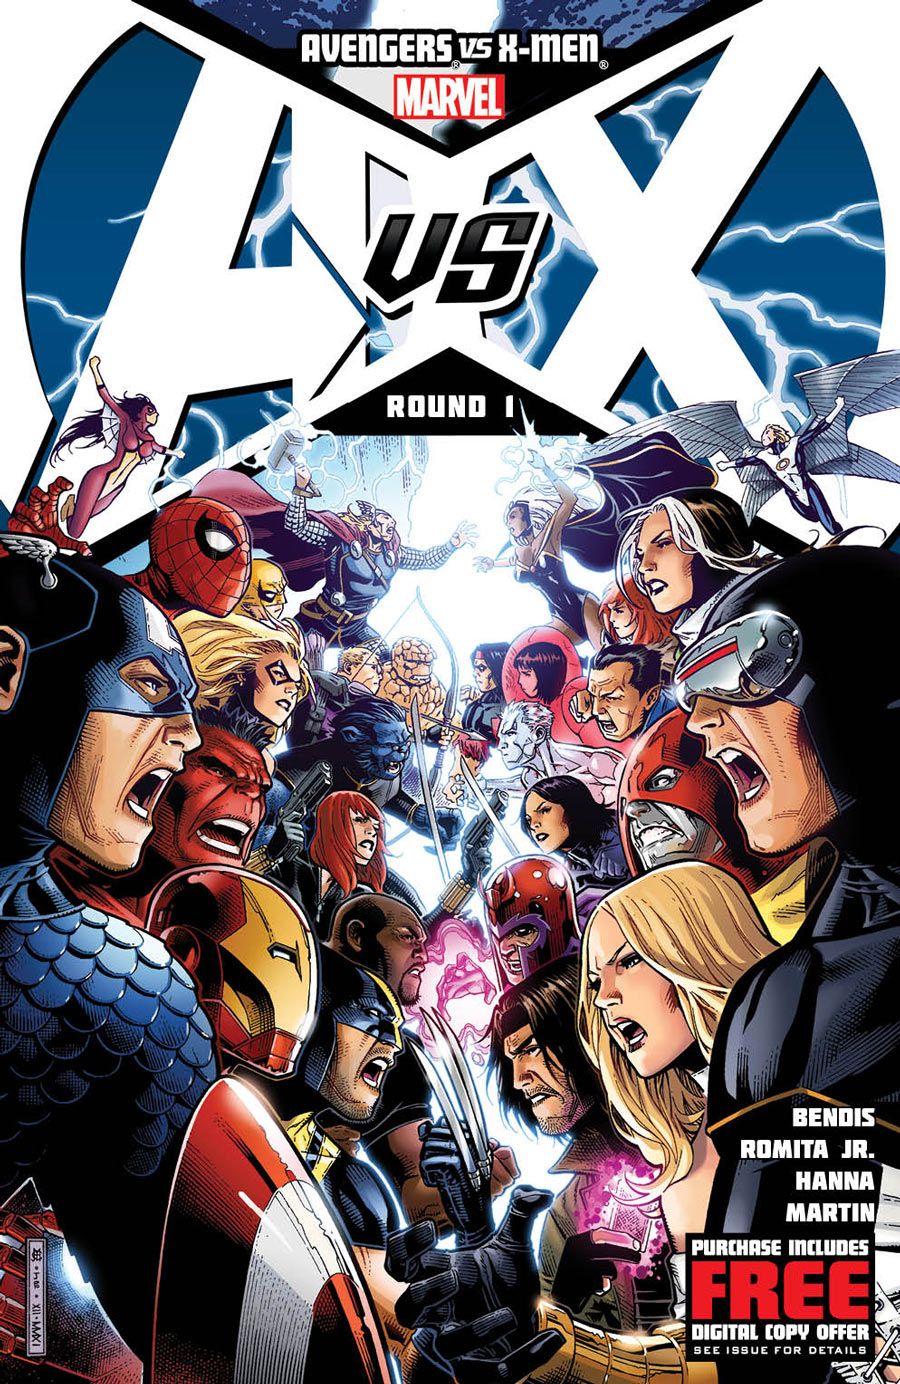 AVENGERS® VS X-MEN®
MARVEL
A VS X
ROUND 1
BENDIS
ROMITA JR.
HANNA
MARTIN
PURCHASE INCLUDES
FREE
DIGITAL COPY OFFER
SEE ISSUE FOR DETAILS